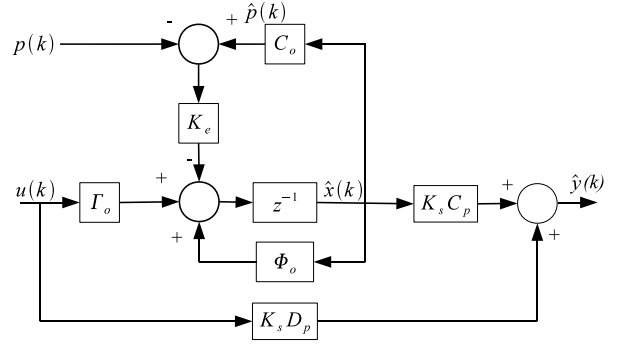 - + p̂(k)
p(k) C_o
K_e
-
u(k) + Γ_o z⁻¹ x̂(k) K_s C_p + ŷ(k)
+ Φ_o +
K_s D_p